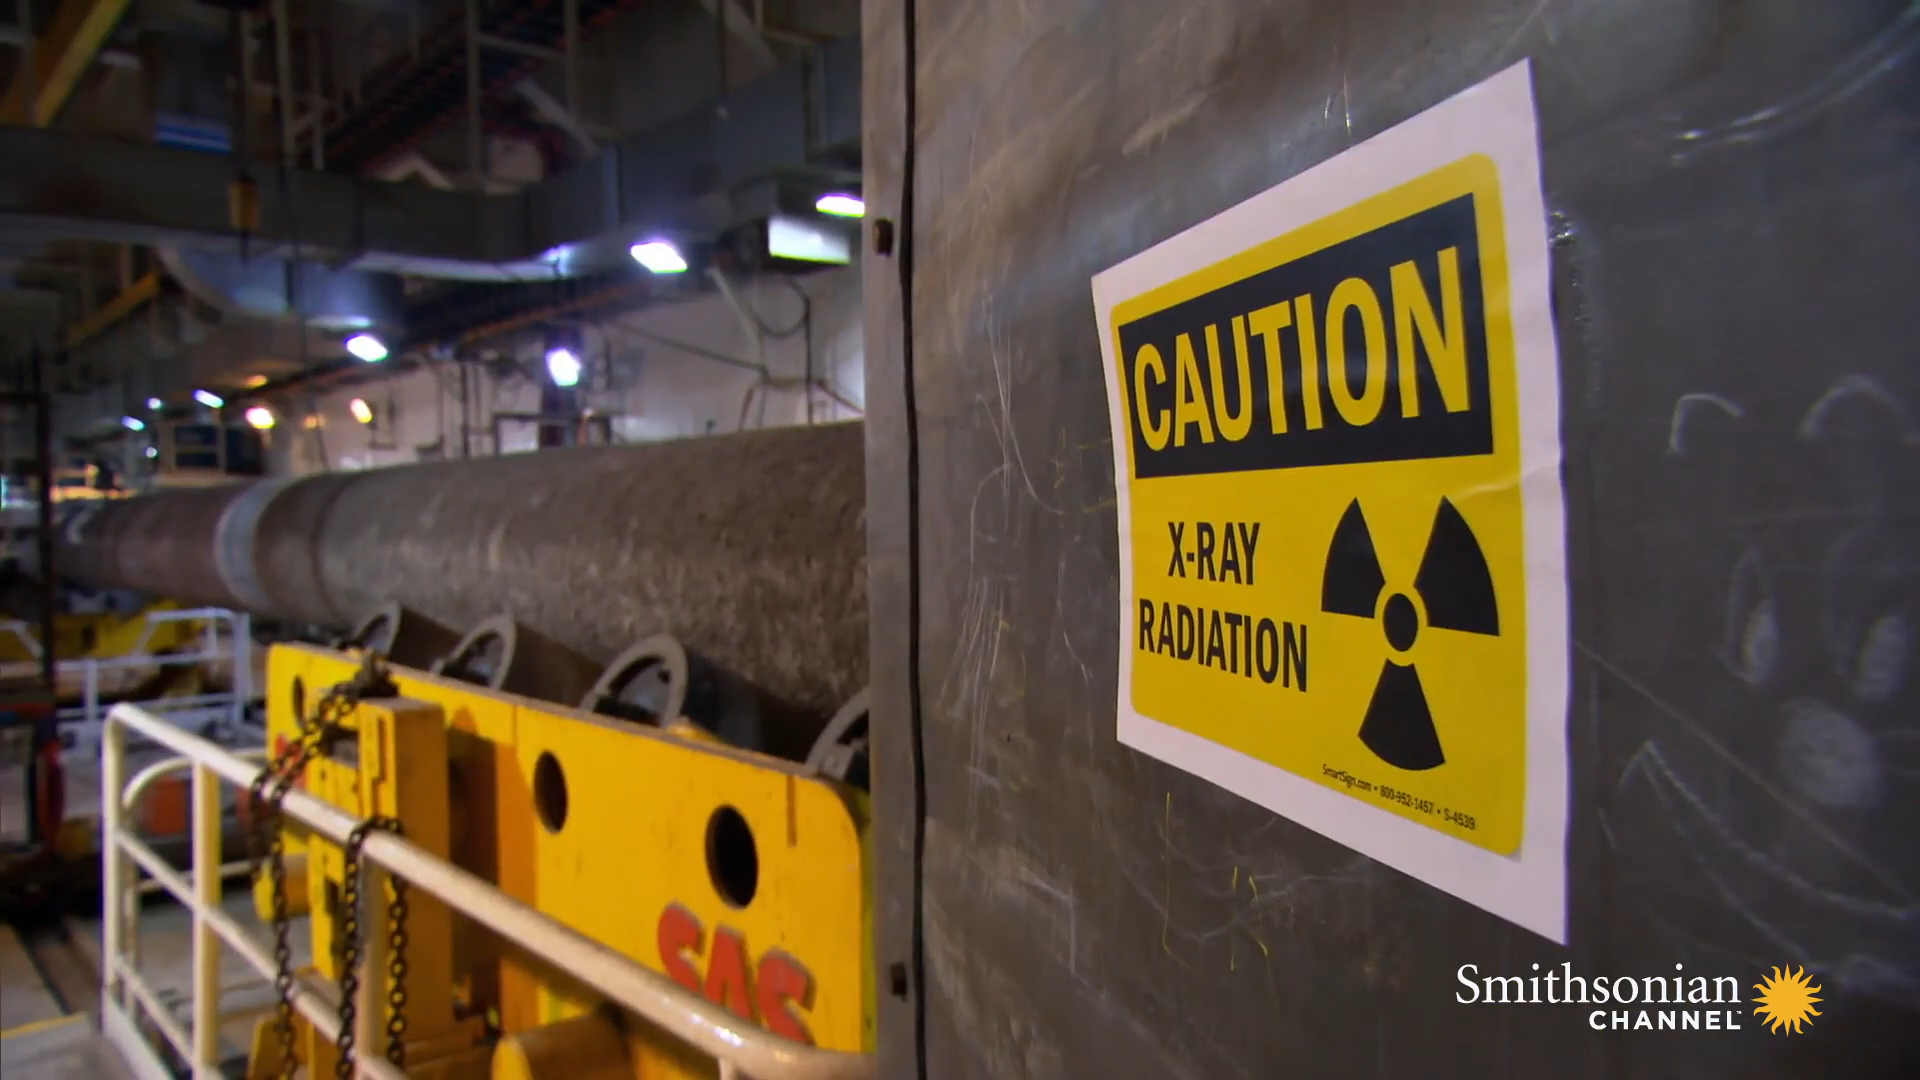 CAUTION
X-RAY
RADIATION
SmartSign.com • 800-952-1457 • S-4539
SAS
Smithsonian
CHANNEL